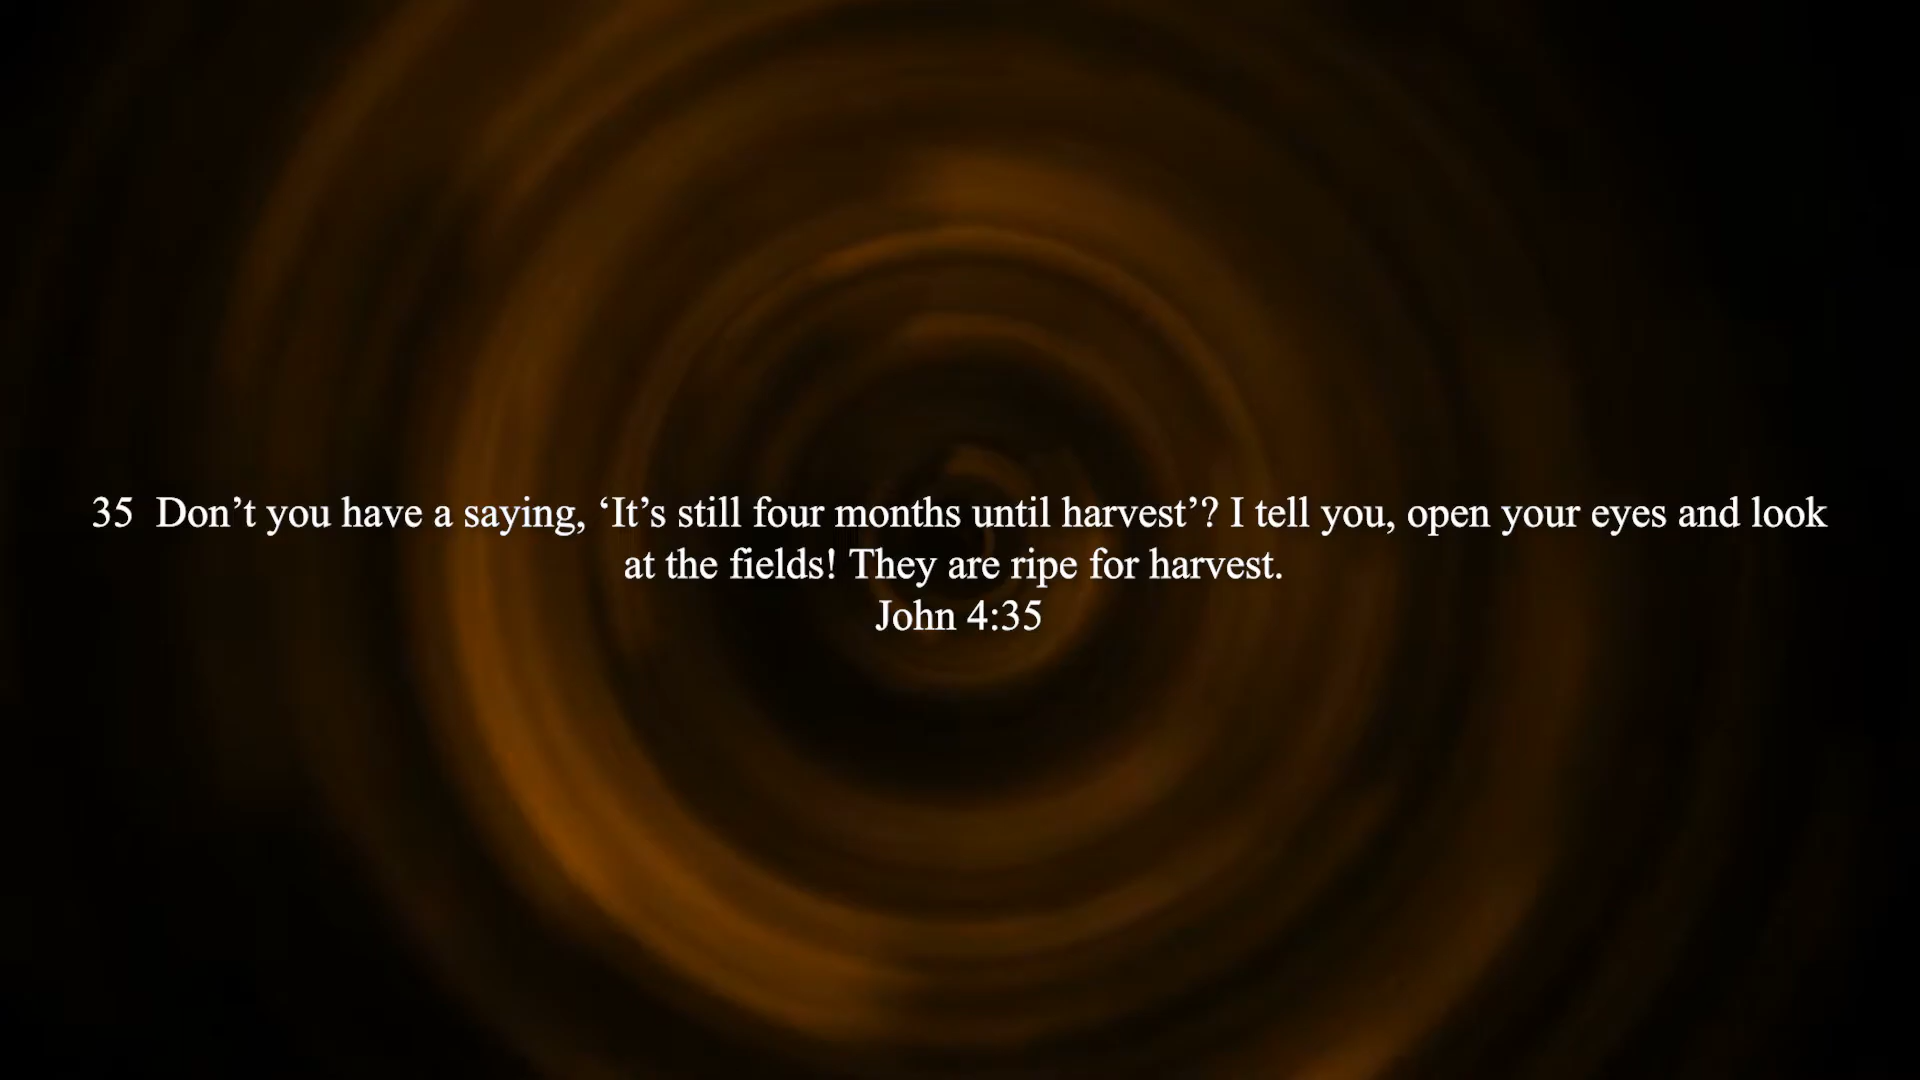 35  Don’t you have a saying, ‘It’s still four months until harvest’? I tell you, open your eyes and look
at the fields! They are ripe for harvest.
John 4:35